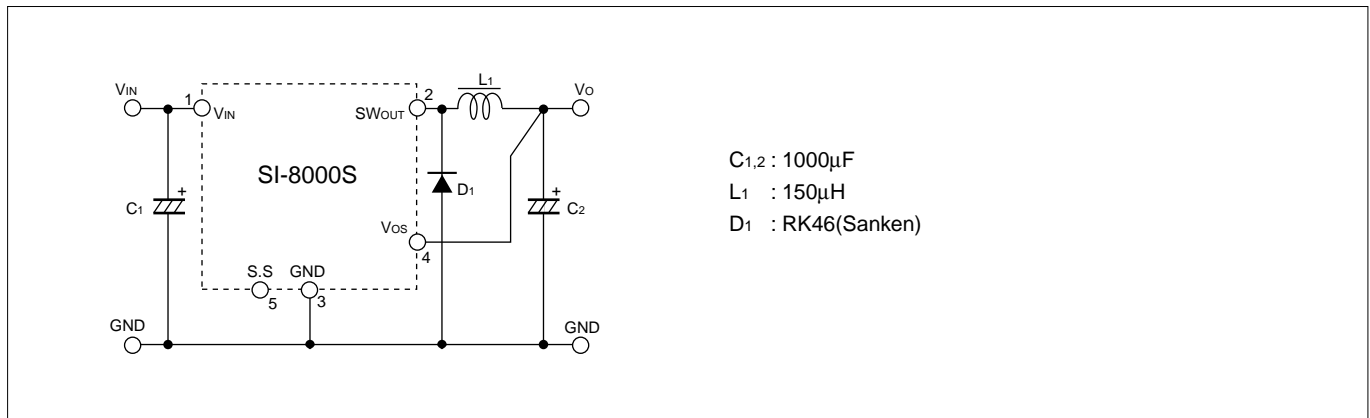 VIN
1
VIN
2
SWOUT
L1
VO
SI-8000S
C1
+
D1
+
C2
VOS
4
S.S
5
GND
3
GND
GND
C1,2 : 1000μF
L1 : 150μH
D1 : RK46(Sanken)